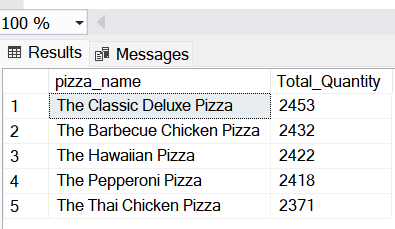 100 %
Results Messages
pizza_name Total_Quantity
1 The Classic Deluxe Pizza 2453
2 The Barbecue Chicken Pizza 2432
3 The Hawaiian Pizza 2422
4 The Pepperoni Pizza 2418
5 The Thai Chicken Pizza 2371